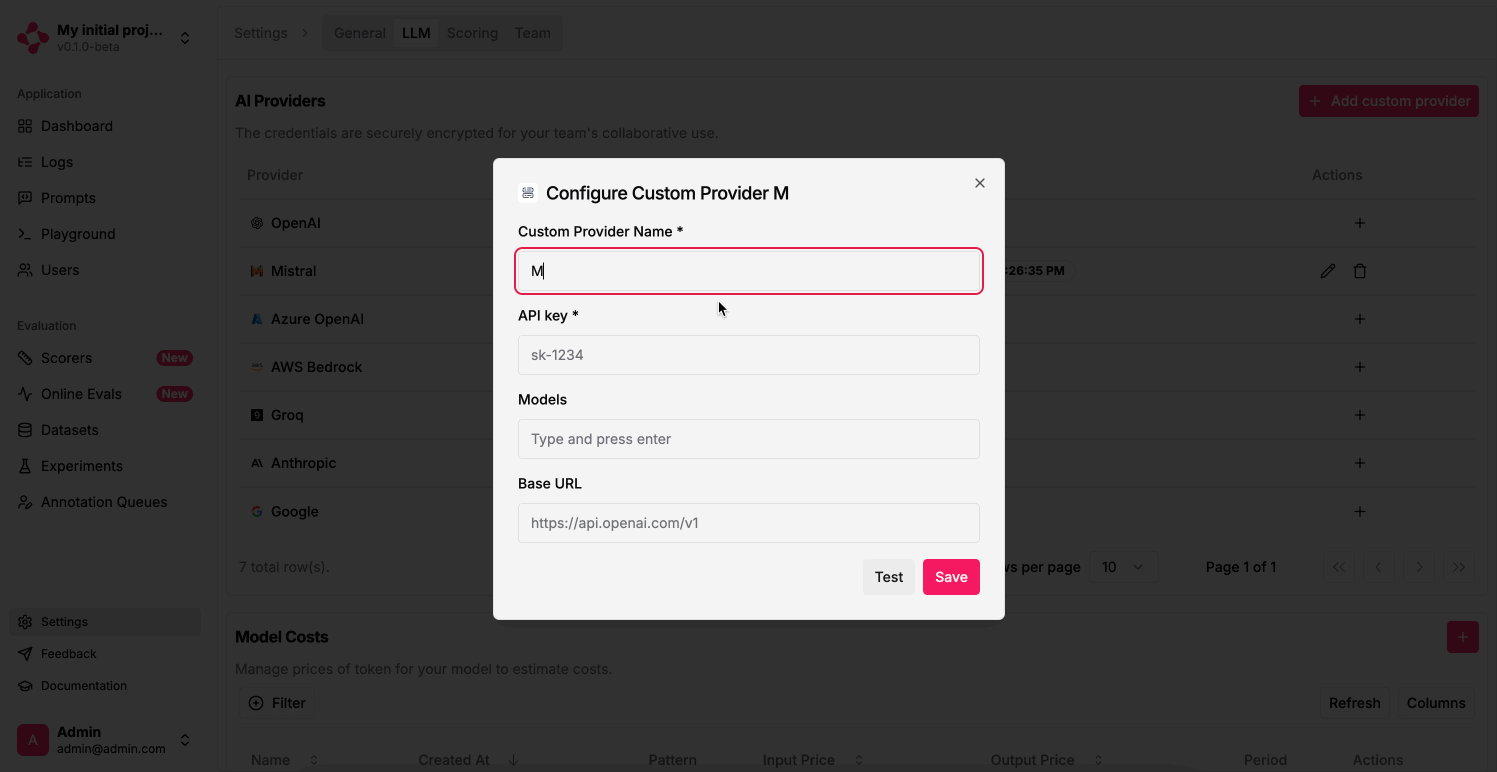 My initial proj...
v0.1.0-beta
Application
Dashboard
Logs
Prompts
Playground
Users
Evaluation
Scorers New
Online Evals New
Datasets
Experiments
Annotation Queues
Settings
Feedback
Documentation
A
Admin
admin@admin.com
Settings > General LLM Scoring Team
AI Providers
+ Add custom provider
The credentials are securely encrypted for your team's collaborative use.
Provider Actions
OpenAI
Mistral :26:35 PM
Azure OpenAI
AWS Bedrock
Groq
Anthropic
Google
7 total row(s).
s per page 10 Page 1 of 1
Configure Custom Provider M
Custom Provider Name *
M
API key *
sk-1234
Models
Type and press enter
Base URL
https://api.openai.com/v1
Test Save
Model Costs
Manage prices of token for your model to estimate costs.
Filter Refresh Columns
Name Created At Pattern Input Price Output Price Period Actions